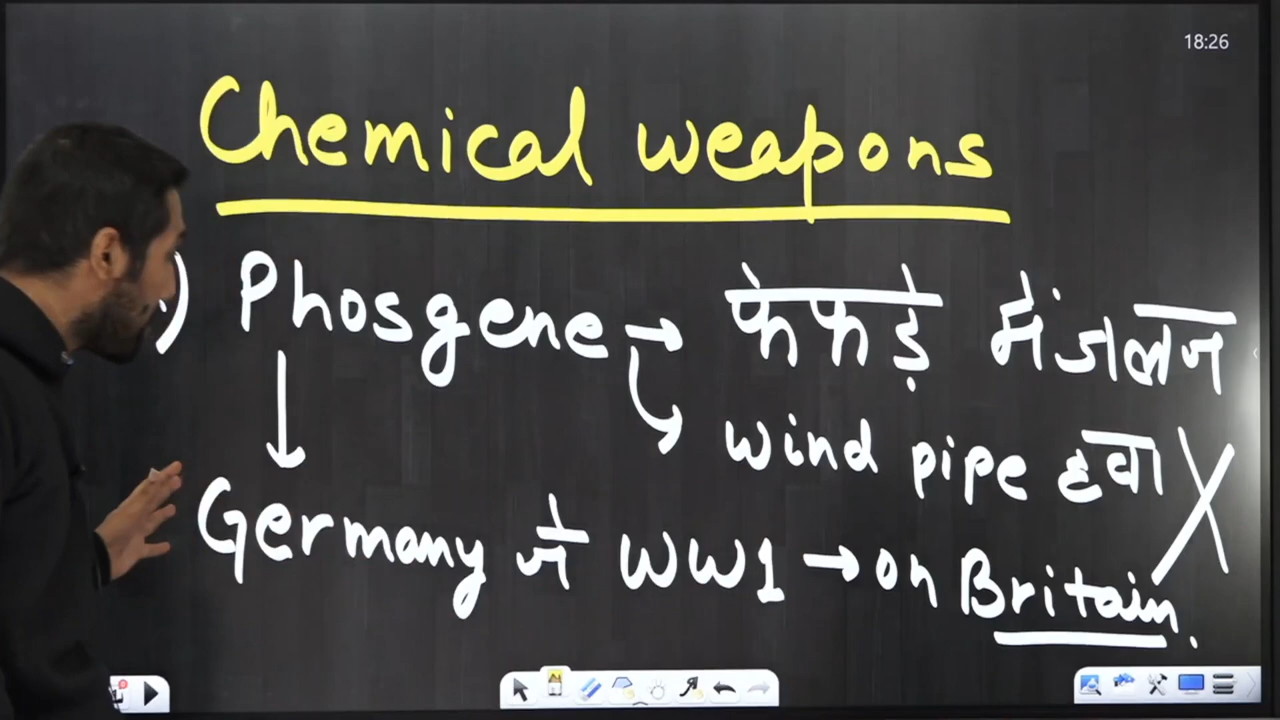 18:26
Chemical weapons
) Phosgene → फेफड़े में जलन
wind pipe हवा X
Germany ने WW1 → on Britain.